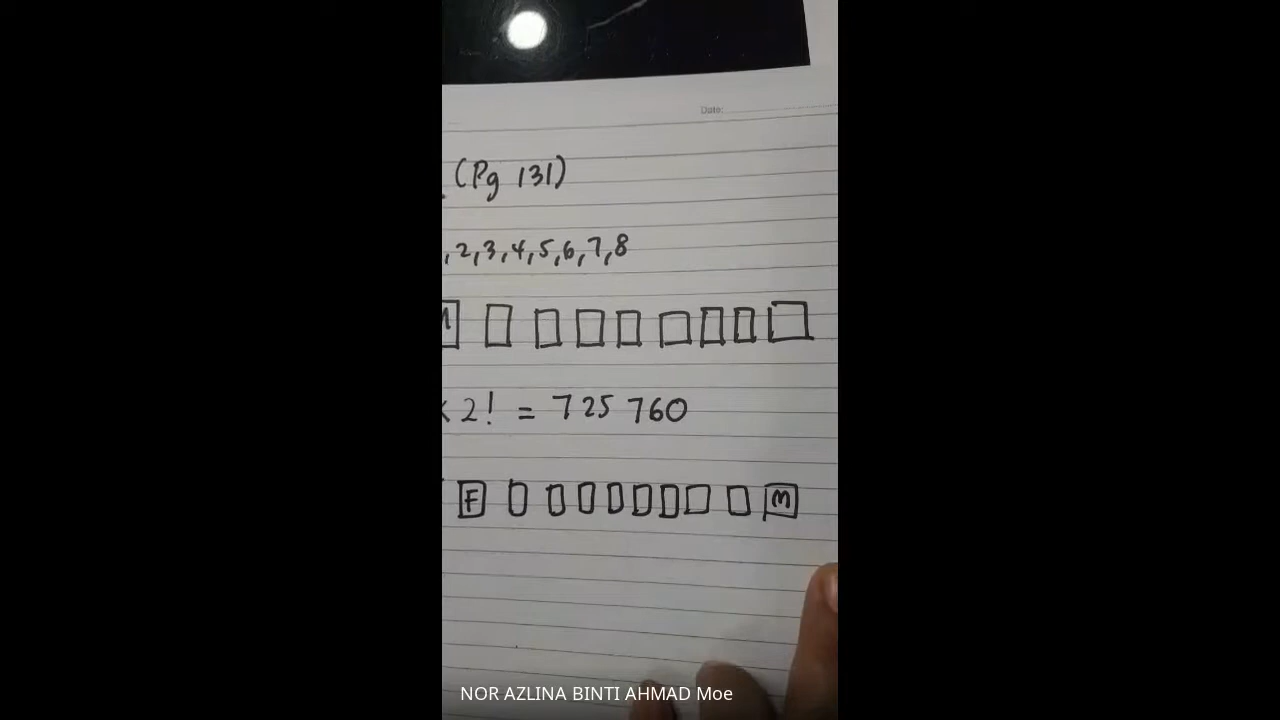 Date:
(Pg 131)
,2,3,4,5,6,7,8
× 2! = 725 760
F M
NOR AZLINA BINTI AHMAD Moe